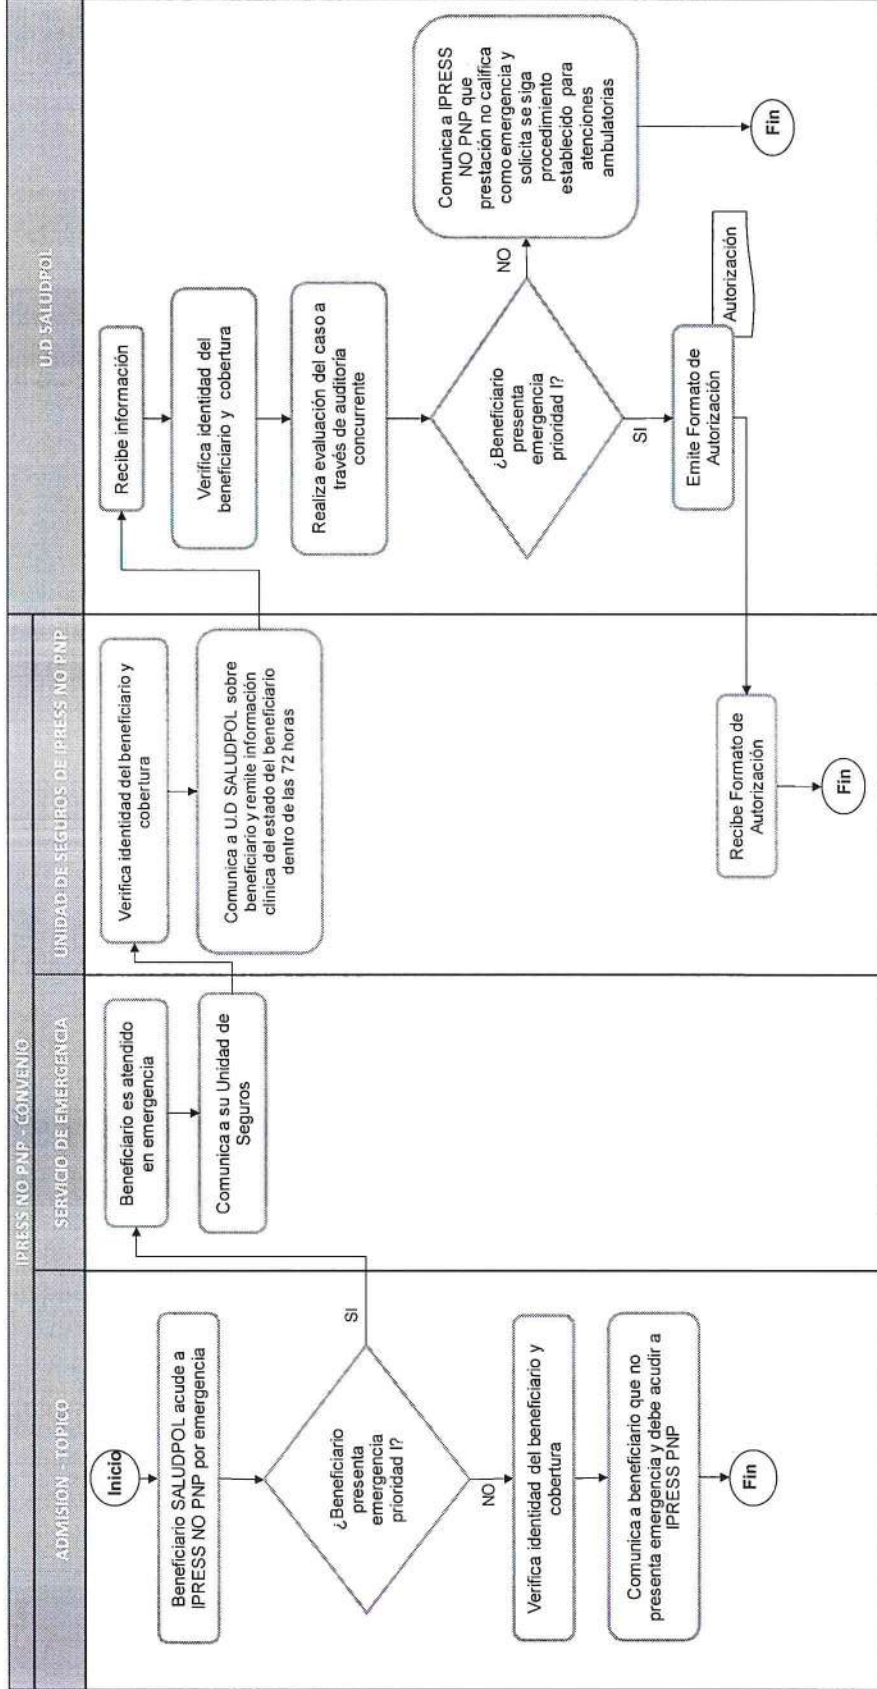 IPRESS NO PNP - CONVENIO
ADMISION - TOPICO
SERVICIO DE EMERGENCIA
UNIDAD DE SEGUROS DE IPRESS NO PNP
U.D SALUDPOL
Inicio
Beneficiario SALUDPOL acude a
IPRESS NO PNP por emergencia
¿Beneficiario
presenta
emergencia
prioridad I?
SI
NO
Verifica identidad del beneficiario y
cobertura
Comunica a beneficiario que no
presenta emergencia y debe acudir a
IPRESS PNP
Fin
Beneficiario es atendido
en emergencia
Comunica a su Unidad de
Seguros
Verifica identidad del beneficiario y
cobertura
Comunica a U.D SALUDPOL sobre
beneficiario y remite información
clínica del estado del beneficiario
dentro de las 72 horas
Recibe información
Verifica identidad del
beneficiario y cobertura
Realiza evaluación del caso a
través de auditoría
concurrente
¿Beneficiario
presenta
emergencia
prioridad I?
NO
Comunica a IPRESS
NO PNP que
prestación no califica
como emergencia y
solicita se siga
procedimiento
establecido para
atenciones
ambulatorias
Fin
SI
Emite Formato de
Autorización
Autorización
Recibe Formato de
Autorización
Fin